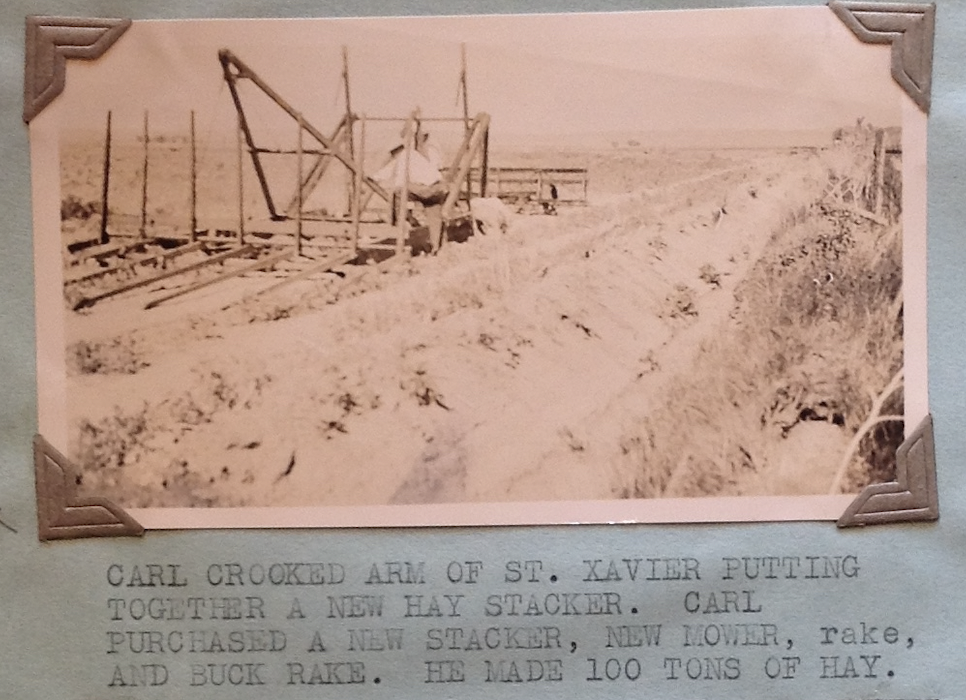 CARL CROOKED ARM OF ST. XAVIER PUTTING
TOGETHER A NEW HAY STACKER. CARL
PURCHASED A NEW STACKER, NEW MOWER, rake,
AND BUCK RAKE. HE MADE 100 TONS OF HAY.